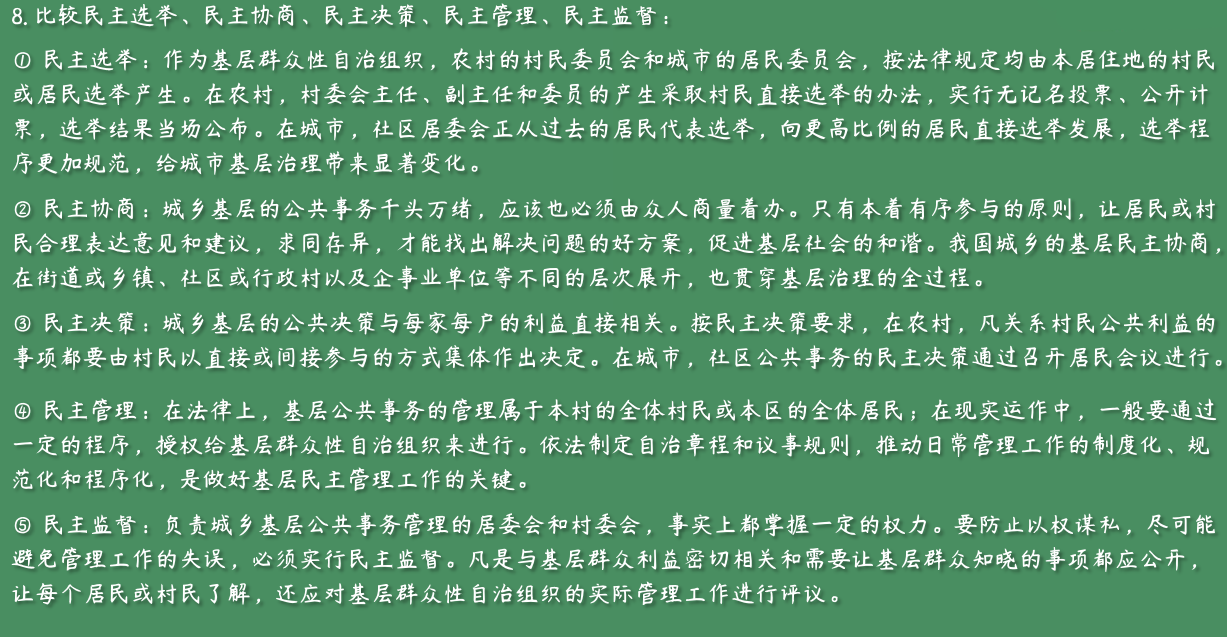 8. 比较民主选举、民主协商、民主决策、民主管理、民主监督：
① 民主选举：作为基层群众性自治组织，农村的村民委员会和城市的居民委员会，按法律规定均由本居住地的村民
或居民选举产生。在农村，村委会主任、副主任和委员的产生采取村民直接选举的办法，实行无记名投票、公开计
票，选举结果当场公布。在城市，社区居委会正从过去的居民代表选举，向更高比例的居民直接选举发展，选举程
序更加规范，给城市基层治理带来显著变化。
② 民主协商：城乡基层的公共事务千头万绪，应该也必须由众人商量着办。只有本着有序参与的原则，让居民或村
民合理表达意见和建议，求同存异，才能找出解决问题的好方案，促进基层社会的和谐。我国城乡的基层民主协商，
在街道或乡镇、社区或行政村以及企事业单位等不同的层次展开，也贯穿基层治理的全过程。
③ 民主决策：城乡基层的公共决策与每家每户的利益直接相关。按民主决策要求，在农村，凡关系村民公共利益的
事项都要由村民以直接或间接参与的方式集体作出决定。在城市，社区公共事务的民主决策通过召开居民会议进行。
④ 民主管理：在法律上，基层公共事务的管理属于本村的全体村民或本区的全体居民；在现实运作中，一般要通过
一定的程序，授权给基层群众性自治组织来进行。依法制定自治章程和议事规则，推动日常管理工作的制度化、规
范化和程序化，是做好基层民主管理工作的关键。
⑤ 民主监督：负责城乡基层公共事务管理的居委会和村委会，事实上都掌握一定的权力。要防止以权谋私，尽可能
避免管理工作的失误，必须实行民主监督。凡是与基层群众利益密切相关和需要让基层群众知晓的事项都应公开，
让每个居民或村民了解，还应对基层群众性自治组织的实际管理工作进行评议。